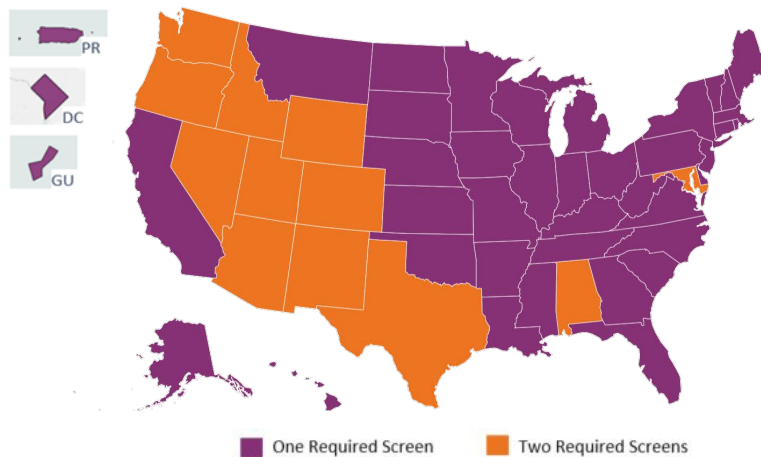 PR
DC
GU
One Required Screen
Two Required Screens